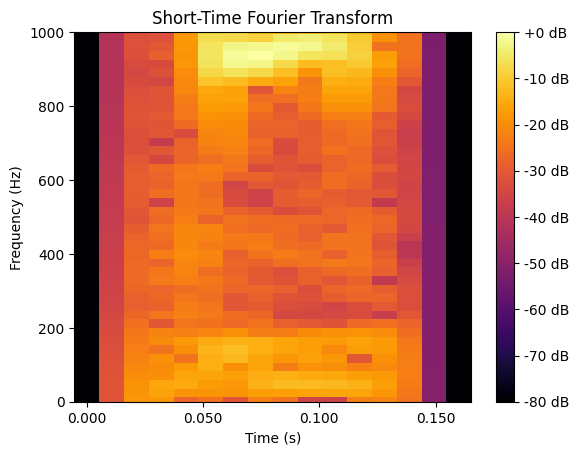 Short-Time Fourier Transform
1000
800
600
400
200
0
Frequency (Hz)
0.000
0.050
0.100
0.150
Time (s)
+0 dB
-10 dB
-20 dB
-30 dB
-40 dB
-50 dB
-60 dB
-70 dB
-80 dB